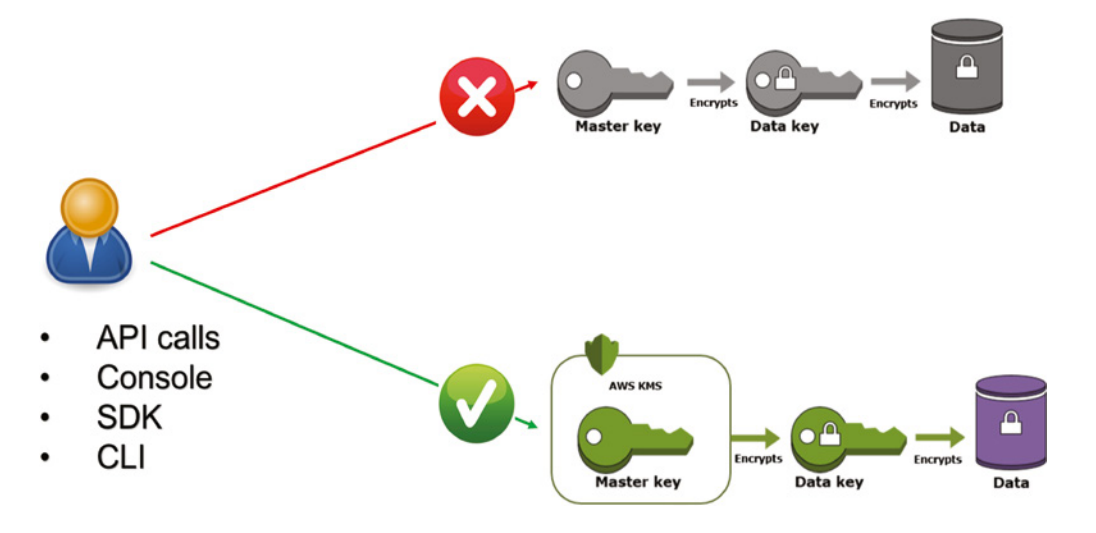 Encrypts
Encrypts
Master key
Data key
Data
• API calls
• Console
• SDK
• CLI
AWS KMS
Encrypts
Encrypts
Master key
Data key
Data